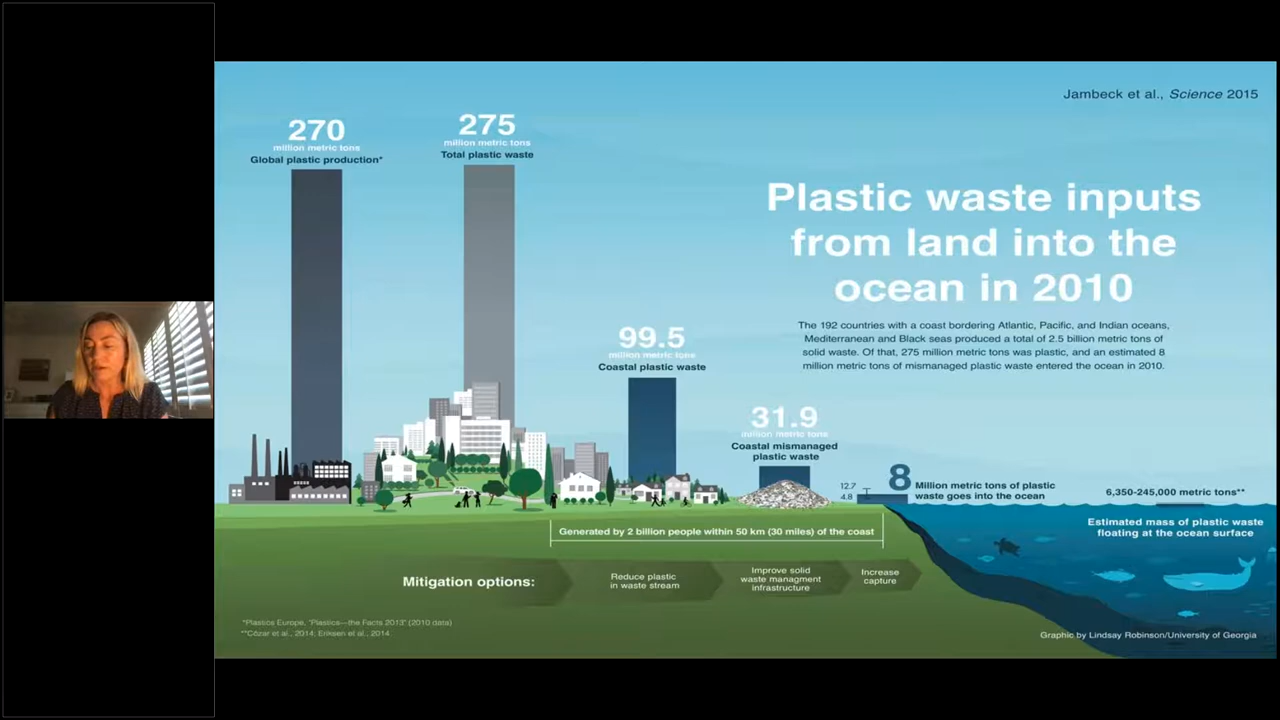 Jambeck et al., Science 2015
270
million metric tons
Global plastic production*
275
million metric tons
Total plastic waste
Plastic waste inputs
from land into the
ocean in 2010
The 192 countries with a coast bordering Atlantic, Pacific, and Indian oceans,
Mediterranean and Black seas produced a total of 2.5 billion metric tons of
solid waste. Of that, 275 million metric tons was plastic, and an estimated 8
million metric tons of mismanaged plastic waste entered the ocean in 2010.
99.5
million metric tons
Coastal plastic waste
31.9
million metric tons
Coastal mismanaged
plastic waste
12.7
4.8
8
Million metric tons of plastic
waste goes into the ocean
6,350-245,000 metric tons**
Estimated mass of plastic waste
floating at the ocean surface
Generated by 2 billion people within 50 km (30 miles) of the coast
Mitigation options:
Reduce plastic
in waste stream
Improve solid
waste managment
infrastructure
Increase
capture
*Plastics Europe, "Plastics—the Facts 2013" (2010 data)
**Cózar et al., 2014; Eriksen et al., 2014.
Graphic by Lindsay Robinson/University of Georgia